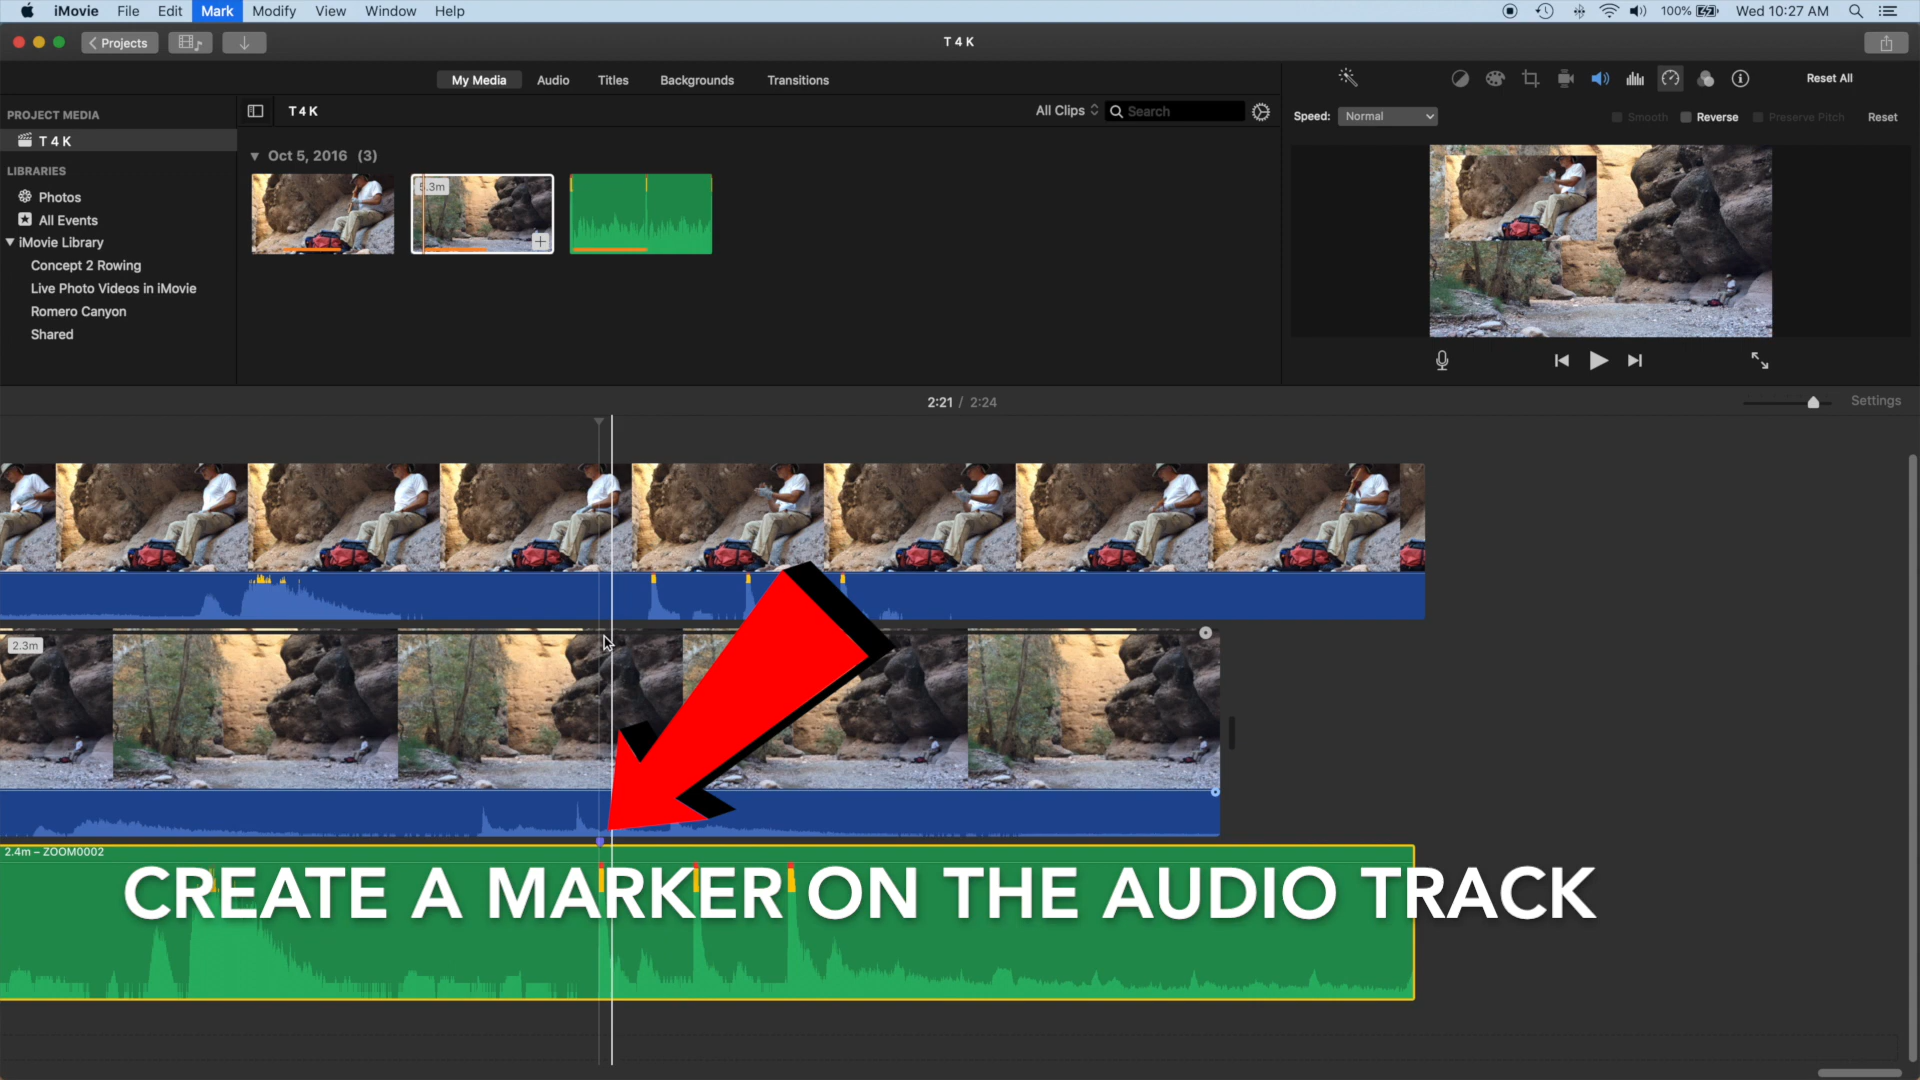 iMovie File Edit Mark Modify View Window Help 100% Wed 10:27 AM
Projects T 4 K
My Media Audio Titles Backgrounds Transitions Reset All
PROJECT MEDIA T 4 K All Clips Search Speed: Normal Smooth Reverse Preserve Pitch Reset
T 4 K
Oct 5, 2016 (3)
LIBRARIES
5.3m
Photos
All Events
iMovie Library
Concept 2 Rowing
Live Photo Videos in iMovie
Romero Canyon
Shared
2:21 / 2:24 Settings
2.3m
2.4m – ZOOM0002
CREATE A MARKER ON THE AUDIO TRACK